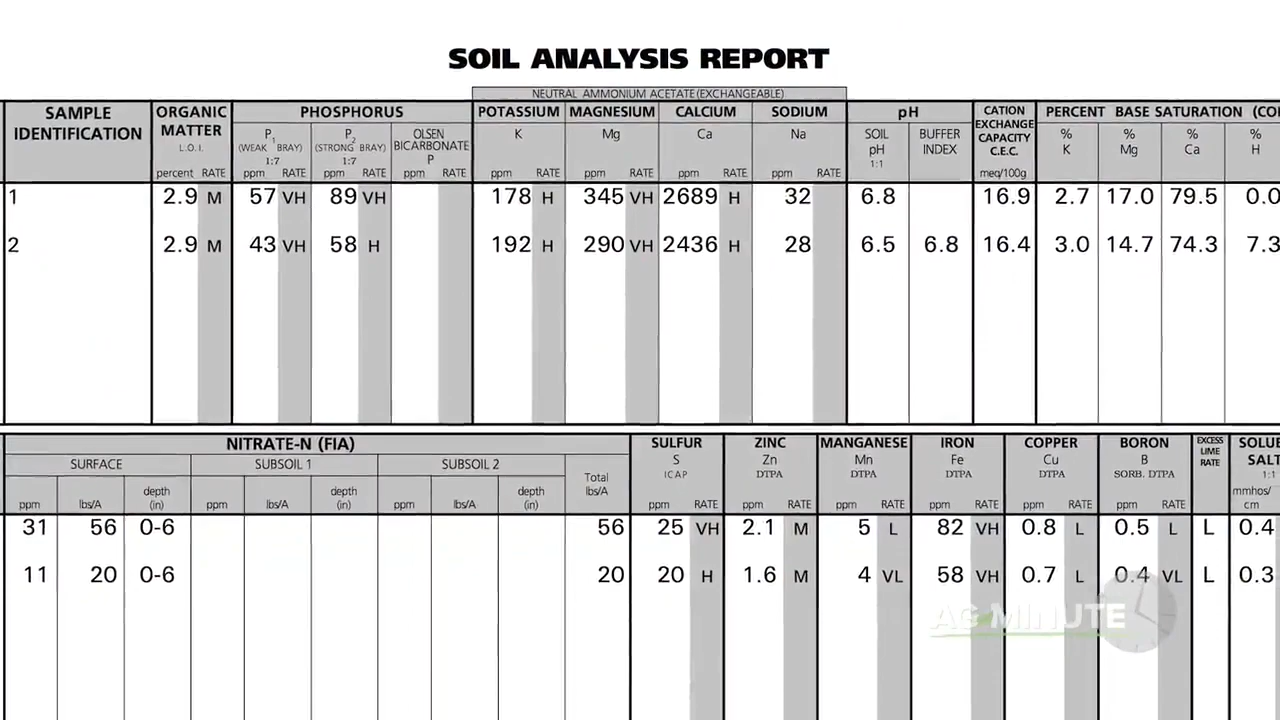 SOIL ANALYSIS REPORT
NEUTRAL AMMONIUM ACETATE (EXCHANGEABLE)
SAMPLE IDENTIFICATION ORGANIC MATTER L.O.I. percent RATE PHOSPHORUS P1 (WEAK BRAY) 1:7 ppm RATE P2 (STRONG BRAY) 1:7 ppm RATE OLSEN BICARBONATE P ppm RATE POTASSIUM K ppm RATE MAGNESIUM Mg ppm RATE CALCIUM Ca ppm RATE SODIUM Na ppm RATE pH SOIL pH 1:1 BUFFER INDEX CATION EXCHANGE CAPACITY C.E.C. meq/100g PERCENT BASE SATURATION (CO % K % Mg % Ca % H
1 2.9 M 57 VH 89 VH 178 H 345 VH 2689 H 32 6.8 16.9 2.7 17.0 79.5 0.0
2 2.9 M 43 VH 58 H 192 H 290 VH 2436 H 28 6.5 6.8 16.4 3.0 14.7 74.3 7.3
NITRATE-N (FIA) SURFACE ppm lbs/A depth (in) SUBSOIL 1 ppm lbs/A depth (in) SUBSOIL 2 ppm lbs/A depth (in) Total lbs/A SULFUR S ICAP ppm RATE ZINC Zn DTPA ppm RATE MANGANESE Mn DTPA ppm RATE IRON Fe DTPA ppm RATE COPPER Cu DTPA ppm RATE BORON B SORB. DTPA ppm RATE EXCESS LIME RATE SOLU SALT 1:1 mmhos/ cm
31 56 0-6 56 25 VH 2.1 M 5 L 82 VH 0.8 L 0.5 L L 0.4
11 20 0-6 20 20 H 1.6 M 4 VL 58 VH 0.7 L 0.4 VL L 0.3
AG MINUTE